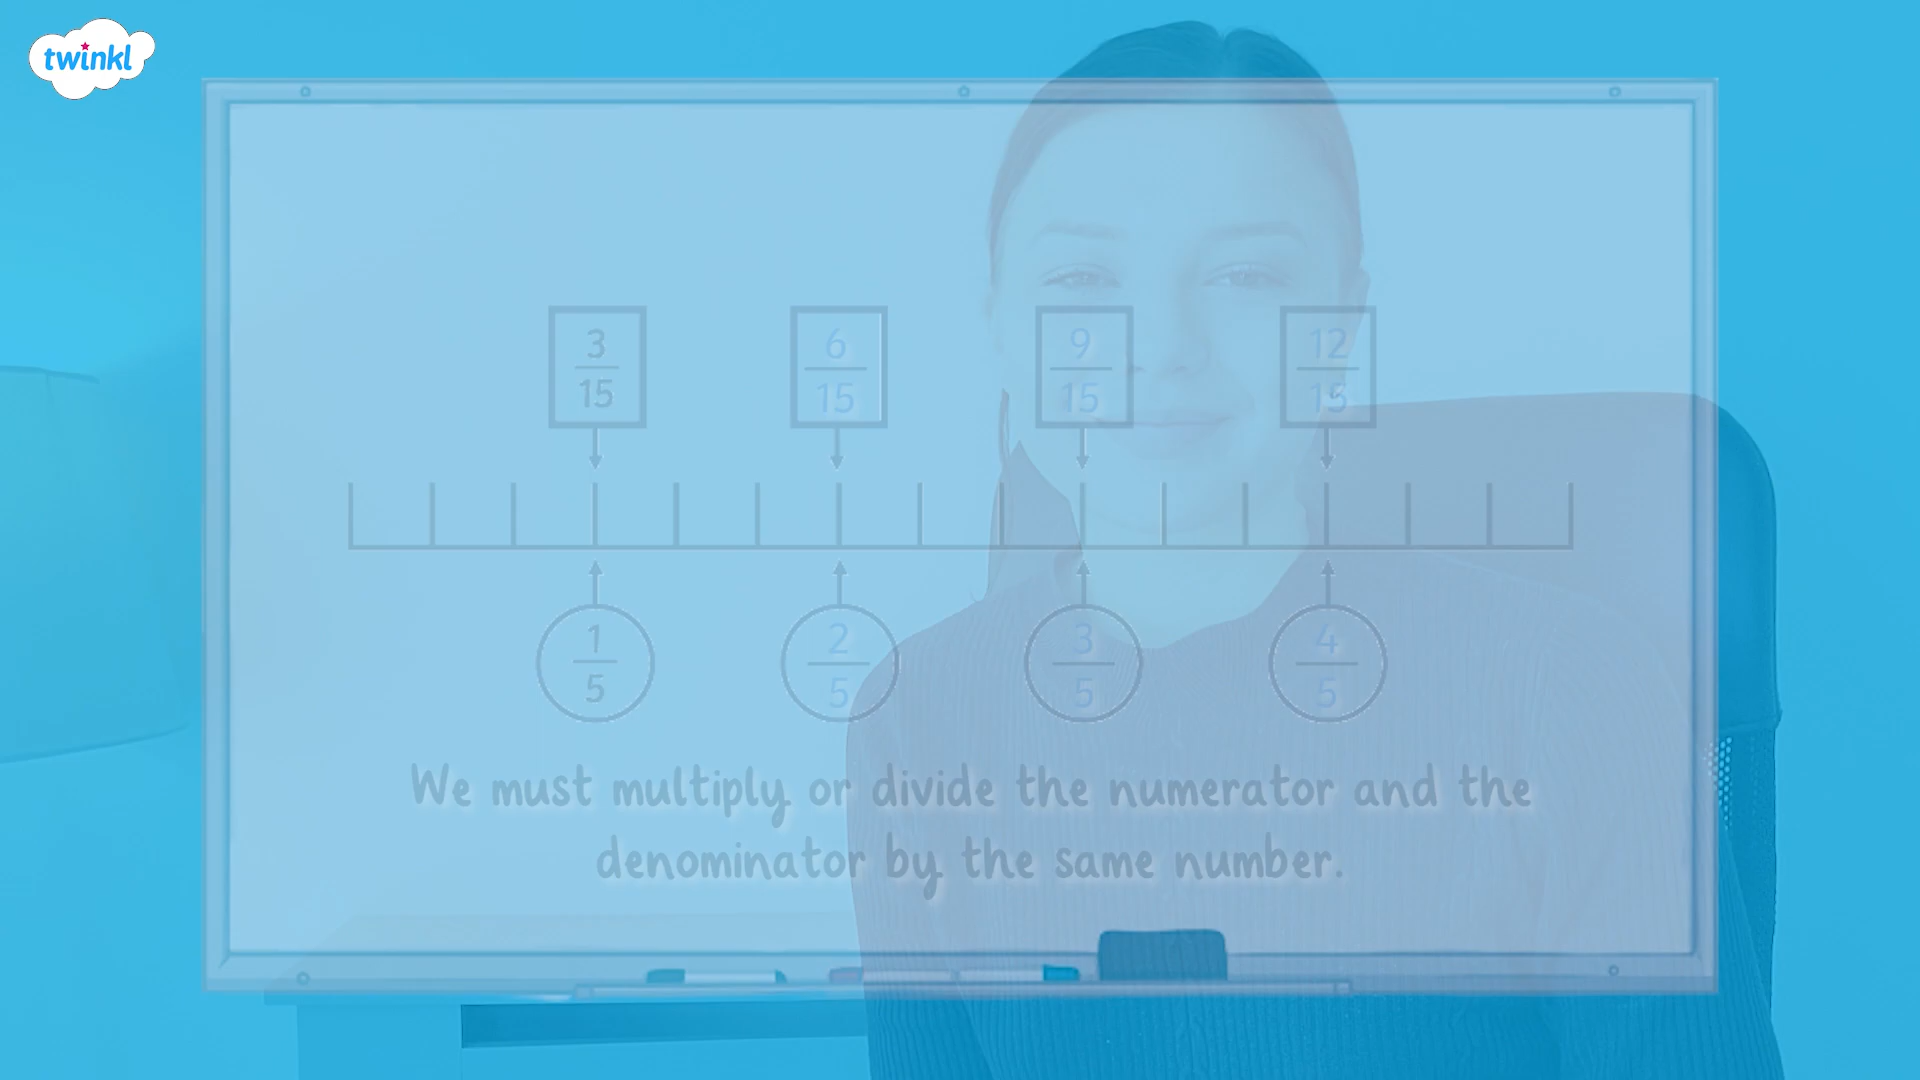 twinkl
3 6 9 12
15 15 15 15
1 2 3 4
5 5 5 5
We must multiply or divide the numerator and the
denominator by the same number.